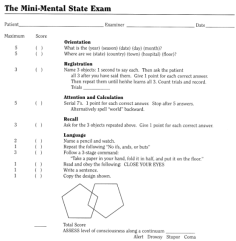 The Mini-Mental State Exam
Patient Examiner Date
Maximum Score
Orientation
5 ( ) What is the (year) (season) (date) (day) (month)?
5 ( ) Where are we (state) (country) (town) (hospital) (floor)?
Registration
3 ( ) Name 3 objects: 1 second to say each. Then ask the patient
all 3 after you have said them. Give 1 point for each correct answer.
Then repeat them until he/she learns all 3. Count trials and record.
Trials
Attention and Calculation
5 ( ) Serial 7's. 1 point for each correct answer. Stop after 5 answers.
Alternatively spell "world" backward.
Recall
3 ( ) Ask for the 3 objects repeated above. Give 1 point for each correct answer.
Language
2 ( ) Name a pencil and watch.
1 ( ) Repeat the following "No ifs, ands, or buts"
3 ( ) Follow a 3-stage command:
"Take a paper in your hand, fold it in half, and put it on the floor."
1 ( ) Read and obey the following: CLOSE YOUR EYES
1 ( ) Write a sentence.
1 ( ) Copy the design shown.
Total Score
ASSESS level of consciousness along a continuum
Alert Drowsy Stupor Coma